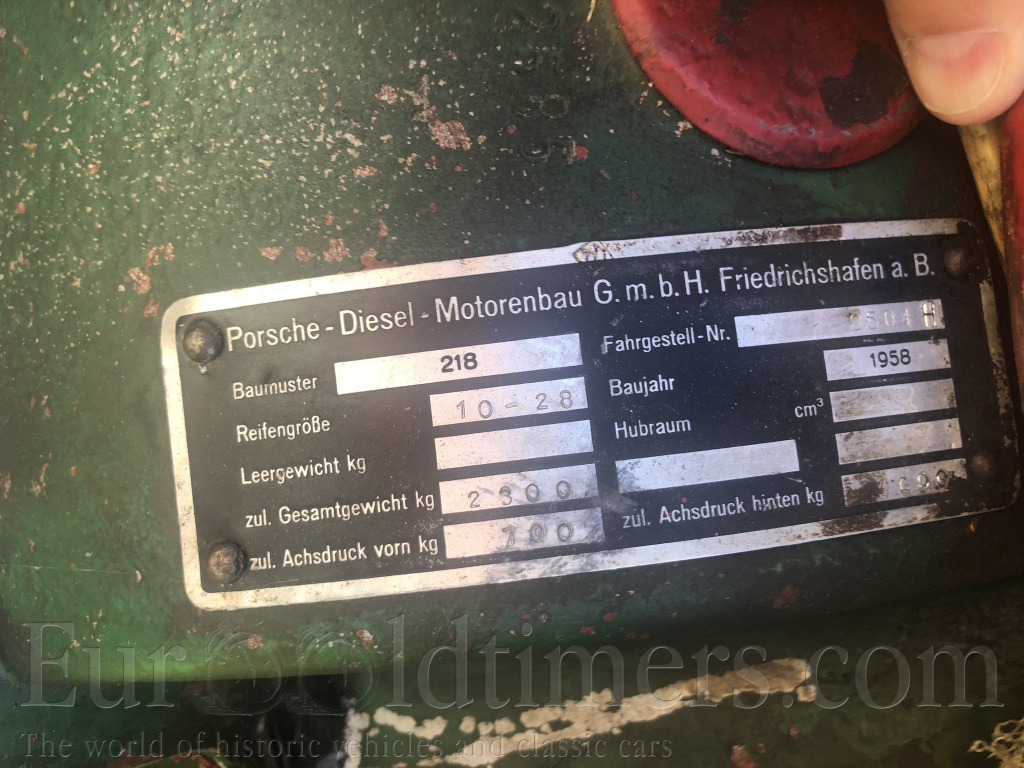 Porsche-Diesel-Motorenbau G.m.b.H. Friedrichshafen a. B.
Baumuster 218 Fahrgestell-Nr.
Reifengröße 10-28 Baujahr 1958
Leergewicht kg Hubraum cm³
zul. Gesamtgewicht kg 2300
zul. Achsdruck vorn kg 700 zul. Achsdruck hinten kg
EuroOldtimers.com
The world of historic vehicles and classic cars